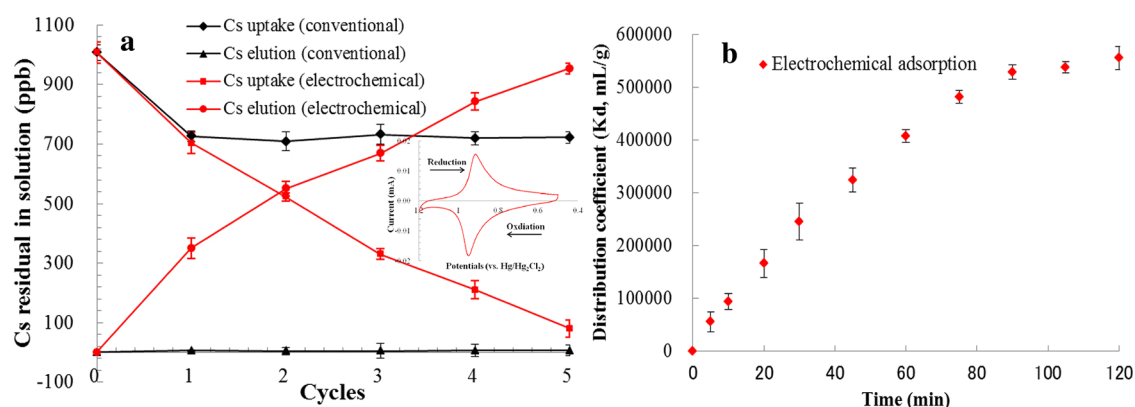 a
Cs uptake (conventional)
Cs elution (conventional)
Cs uptake (electrochemical)
Cs elution (electrochemical)
Cs residual in solution (ppb)
1100
900
700
500
300
100
-100
0 1 2 3 4 5
Cycles
Reduction
Oxdiation
Current (mA)
0.02
0.01
0.00
-0.01
-0.02
1 0.8 0.6 0.4
Potentials (vs. Hg/Hg2Cl2)
b
Electrochemical adsorption
Distribution coefficient (Kd, mL/g)
600000
500000
400000
300000
200000
100000
0
0 20 40 60 80 100 120
Time (min)